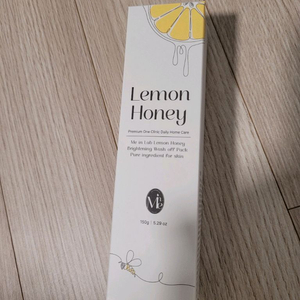 Lemon
Honey
Premium One Clinic Daily Home Care
Me in Lab Lemon Honey
Brightening Wash off Pack
Pure ingredient for skin
150g | 5.29 oz